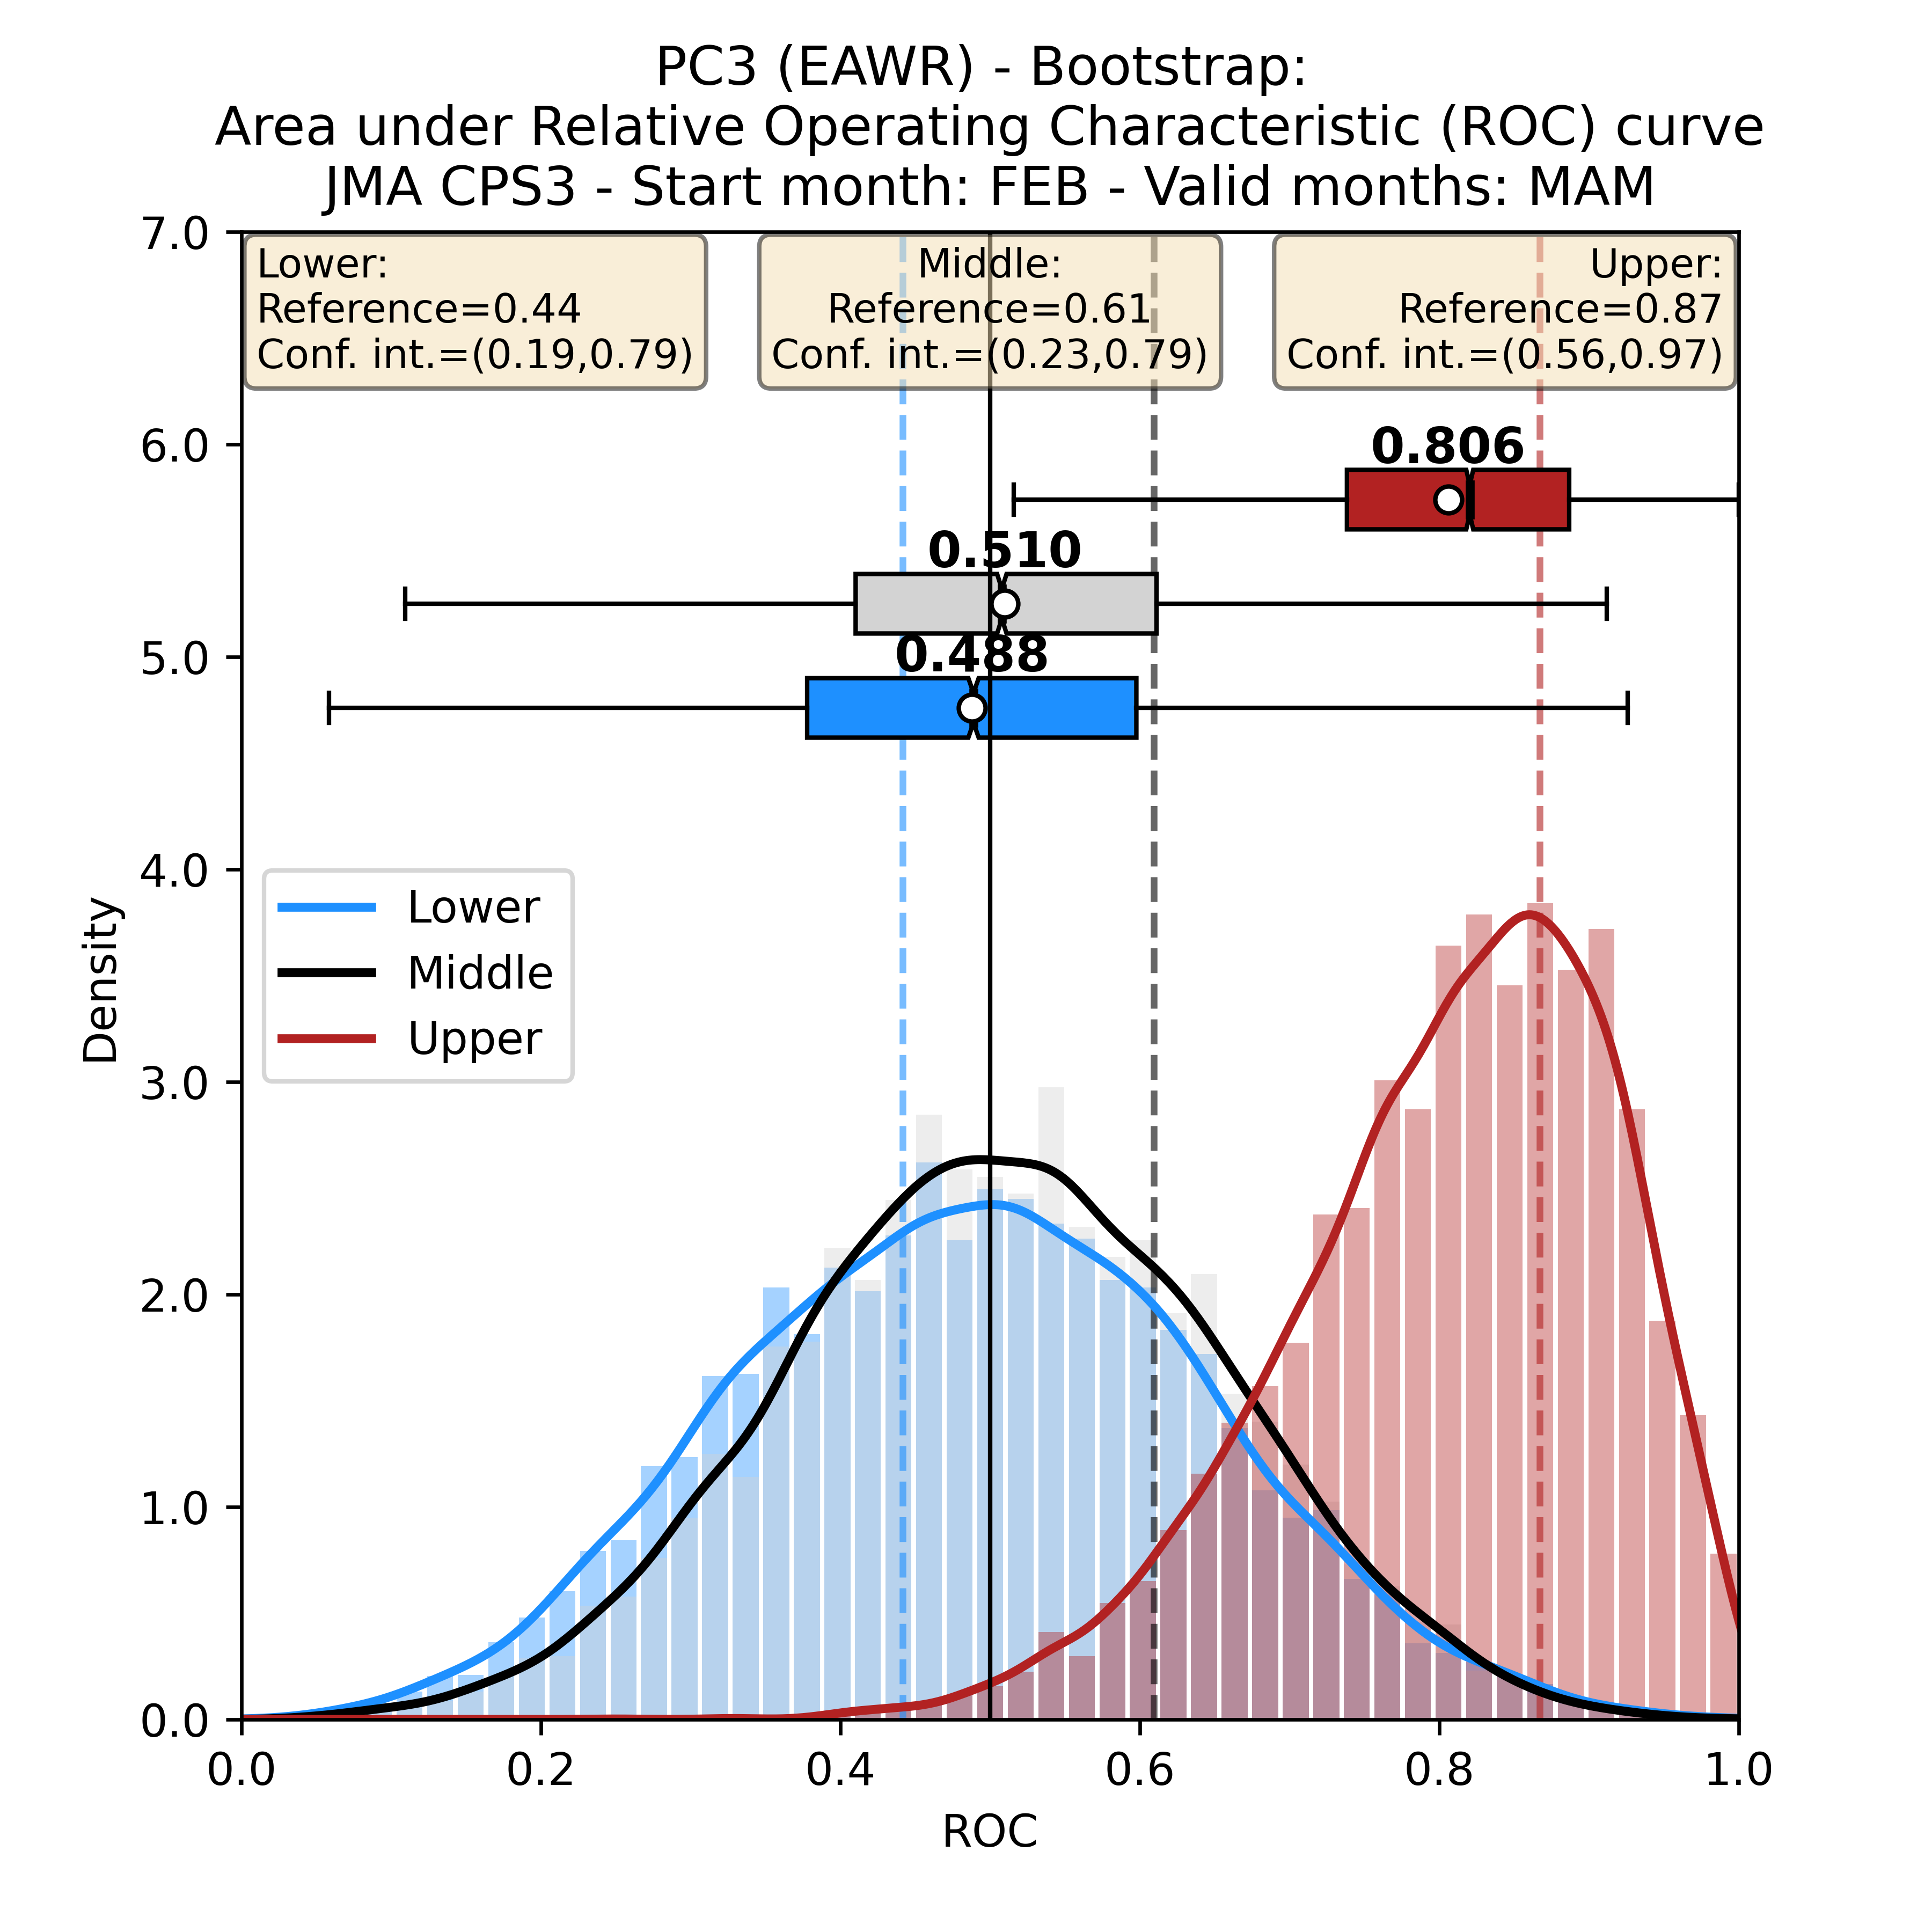 PC3 (EAWR) - Bootstrap:
Area under Relative Operating Characteristic (ROC) curve
JMA CPS3 - Start month: FEB - Valid months: MAM
Lower:
Reference=0.44
Conf. int.=(0.19,0.79)
Middle:
Reference=0.61
Conf. int.=(0.23,0.79)
Upper:
Reference=0.87
Conf. int.=(0.56,0.97)
0.806
0.510
0.488
Lower
Middle
Upper
Density
7.0
6.0
5.0
4.0
3.0
2.0
1.0
0.0
0.0 0.2 0.4 0.6 0.8 1.0
ROC